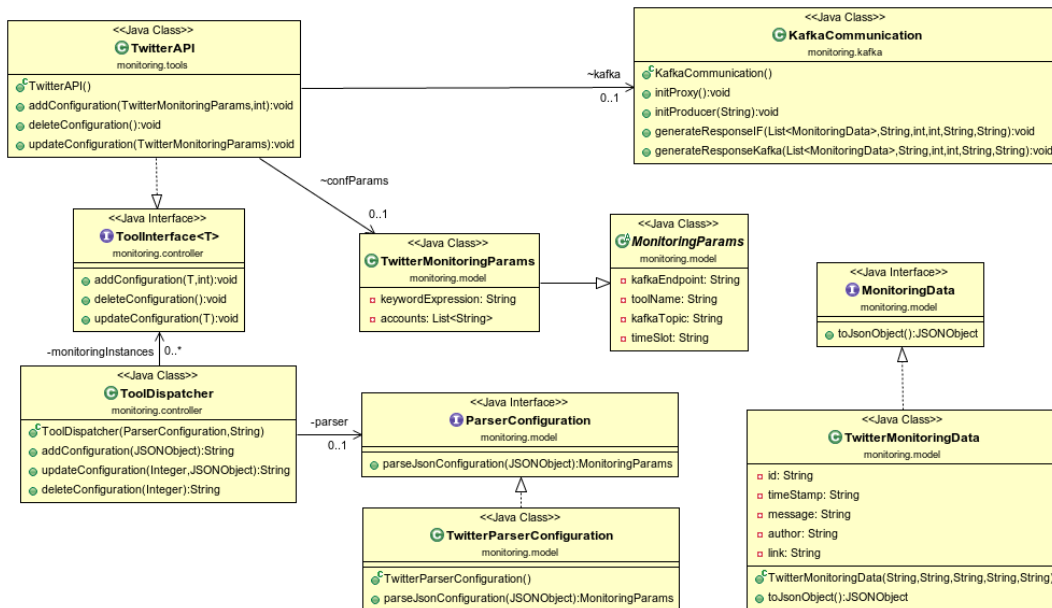 <<Java Class>>
TwitterAPI
monitoring.tools
TwitterAPI()
addConfiguration(TwitterMonitoringParams,int):void
deleteConfiguration():void
updateConfiguration(TwitterMonitoringParams):void
~kafka
0..1
<<Java Class>>
KafkaCommunication
monitoring.kafka
KafkaCommunication()
initProxy():void
initProducer(String):void
generateResponseIF(List<MonitoringData>,String,int,int,String,String):void
generateResponseKafka(List<MonitoringData>,String,int,int,String,String):void
~confParams
0..1
<<Java Interface>>
ToolInterface<T>
monitoring.controller
addConfiguration(T,int):void
deleteConfiguration():void
updateConfiguration(T):void
<<Java Class>>
TwitterMonitoringParams
monitoring.model
keywordExpression: String
accounts: List<String>
<<Java Class>>
MonitoringParams
monitoring.model
kafkaEndpoint: String
toolName: String
kafkaTopic: String
timeSlot: String
<<Java Interface>>
MonitoringData
monitoring.model
toJsonObject():JSONObject
-monitoringInstances
0..*
<<Java Class>>
ToolDispatcher
monitoring.controller
ToolDispatcher(ParserConfiguration,String)
addConfiguration(JSONObject):String
updateConfiguration(Integer,JSONObject):String
deleteConfiguration(Integer):String
-parser
0..1
<<Java Interface>>
ParserConfiguration
monitoring.model
parseJsonConfiguration(JSONObject):MonitoringParams
<<Java Class>>
TwitterParserConfiguration
monitoring.model
TwitterParserConfiguration()
parseJsonConfiguration(JSONObject):MonitoringParams
<<Java Class>>
TwitterMonitoringData
monitoring.model
id: String
timeStamp: String
message: String
author: String
link: String
TwitterMonitoringData(String,String,String,String,String)
toJsonObject():JSONObject